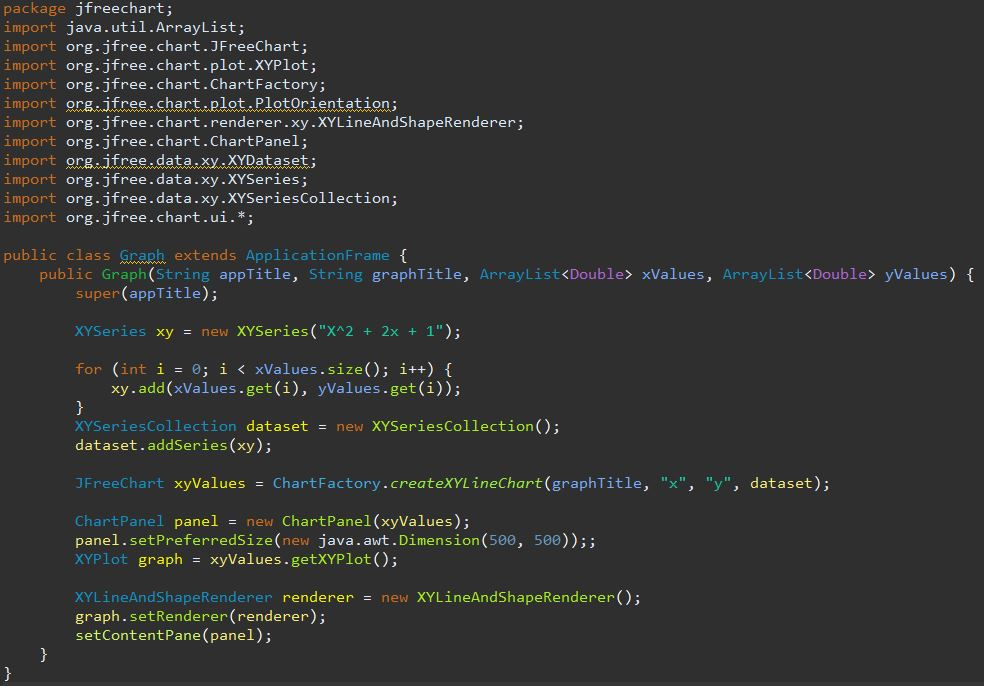 package jfreechart;
import java.util.ArrayList;
import org.jfree.chart.JFreeChart;
import org.jfree.chart.plot.XYPlot;
import org.jfree.chart.ChartFactory;
import org.jfree.chart.plot.PlotOrientation;
import org.jfree.chart.renderer.xy.XYLineAndShapeRenderer;
import org.jfree.chart.ChartPanel;
import org.jfree.data.xy.XYDataset;
import org.jfree.data.xy.XYSeries;
import org.jfree.data.xy.XYSeriesCollection;
import org.jfree.chart.ui.*;

public class Graph extends ApplicationFrame {
    public Graph(String appTitle, String graphTitle, ArrayList<Double> xValues, ArrayList<Double> yValues) {
        super(appTitle);

        XYSeries xy = new XYSeries("X^2 + 2x + 1");

        for (int i = 0; i < xValues.size(); i++) {
            xy.add(xValues.get(i), yValues.get(i));
        }
        XYSeriesCollection dataset = new XYSeriesCollection();
        dataset.addSeries(xy);

        JFreeChart xyValues = ChartFactory.createXYLineChart(graphTitle, "x", "y", dataset);

        ChartPanel panel = new ChartPanel(xyValues);
        panel.setPreferredSize(new java.awt.Dimension(500, 500));;
        XYPlot graph = xyValues.getXYPlot();

        XYLineAndShapeRenderer renderer = new XYLineAndShapeRenderer();
        graph.setRenderer(renderer);
        setContentPane(panel);
    }
}